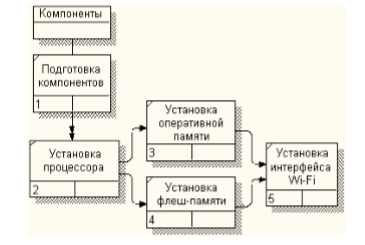 Компоненты
Подготовка
компонентов
1
Установка
процессора
2
Установка
оперативной
памяти
3
Установка
флеш-памяти
4
Установка
интерфейса
Wi-Fi
5